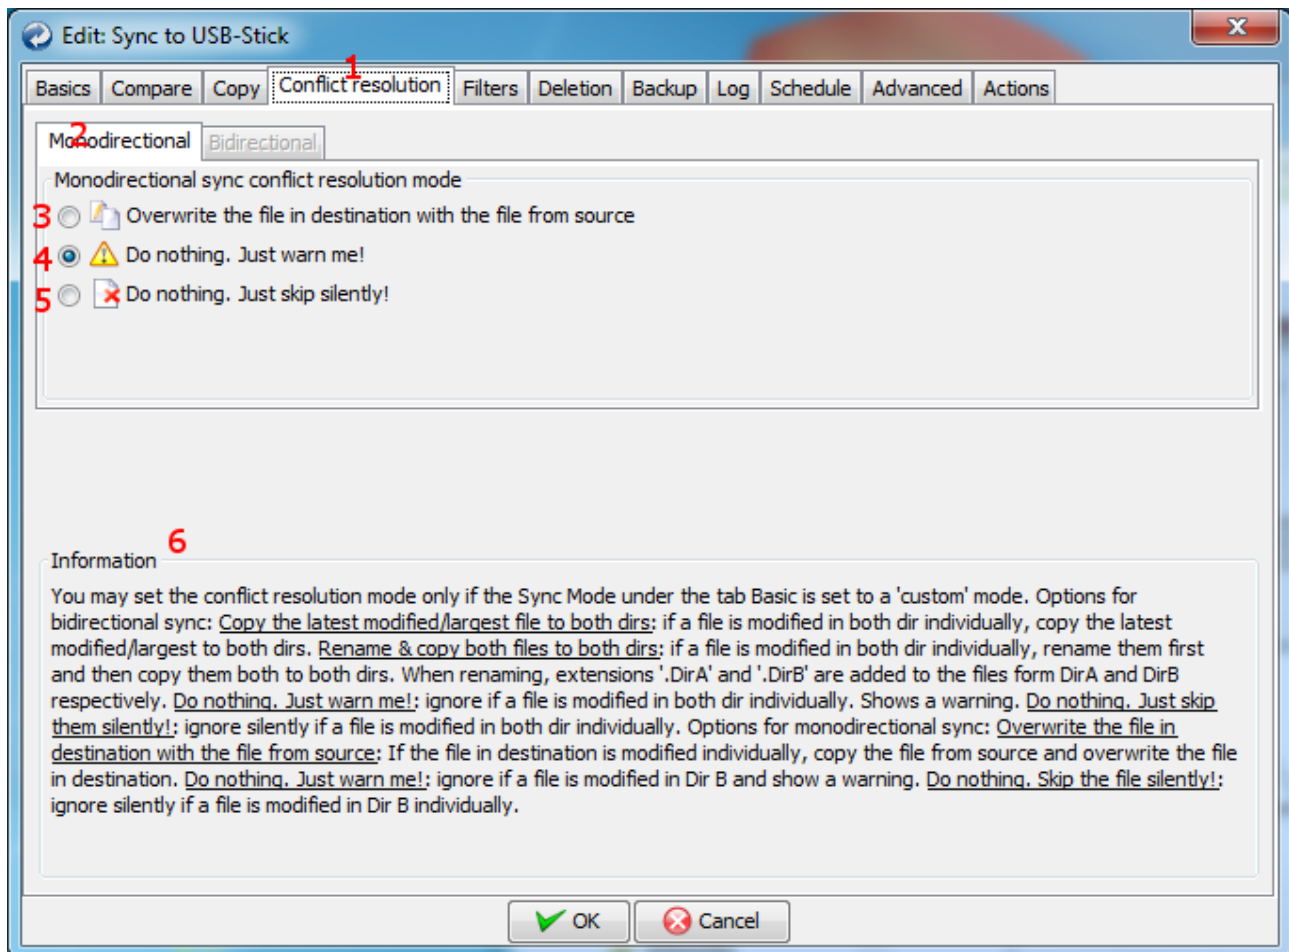 Edit: Sync to USB-Stick
X
1
Basics Compare Copy Conflict resolution Filters Deletion Backup Log Schedule Advanced Actions
2
Monodirectional Bidirectional
Monodirectional sync conflict resolution mode
3 Overwrite the file in destination with the file from source
4 Do nothing. Just warn me!
5 Do nothing. Just skip silently!
6
Information
You may set the conflict resolution mode only if the Sync Mode under the tab Basic is set to a 'custom' mode. Options for
bidirectional sync: Copy the latest modified/largest file to both dirs: if a file is modified in both dir individually, copy the latest
modified/largest to both dirs. Rename & copy both files to both dirs: if a file is modified in both dir individually, rename them first
and then copy them both to both dirs. When renaming, extensions '.DirA' and '.DirB' are added to the files form DirA and DirB
respectively. Do nothing. Just warn me!: ignore if a file is modified in both dir individually. Shows a warning. Do nothing. Just skip
them silently!: ignore silently if a file is modified in both dir individually. Options for monodirectional sync: Overwrite the file in
destination with the file from source: If the file in destination is modified individually, copy the file from source and overwrite the file
in destination. Do nothing. Just warn me!: ignore if a file is modified in Dir B and show a warning. Do nothing. Skip the file silently!:
ignore silently if a file is modified in Dir B individually.
OK Cancel